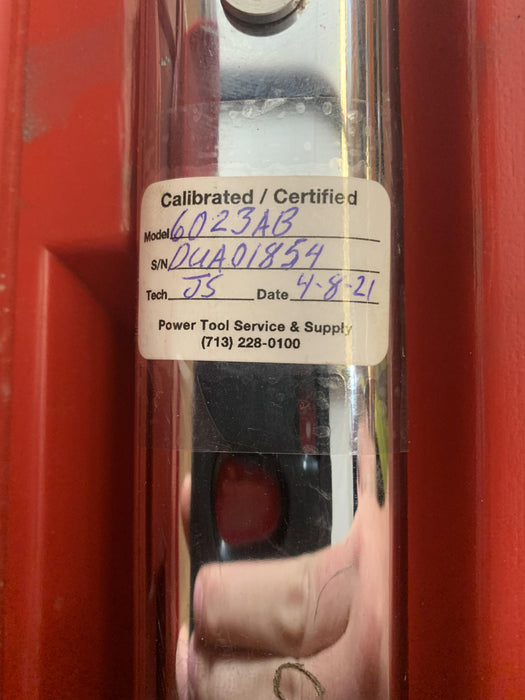 Calibrated / Certified
Model 6023AB
S/N DUA01854
Tech JS Date 4-8-21
Power Tool Service & Supply
(713) 228-0100